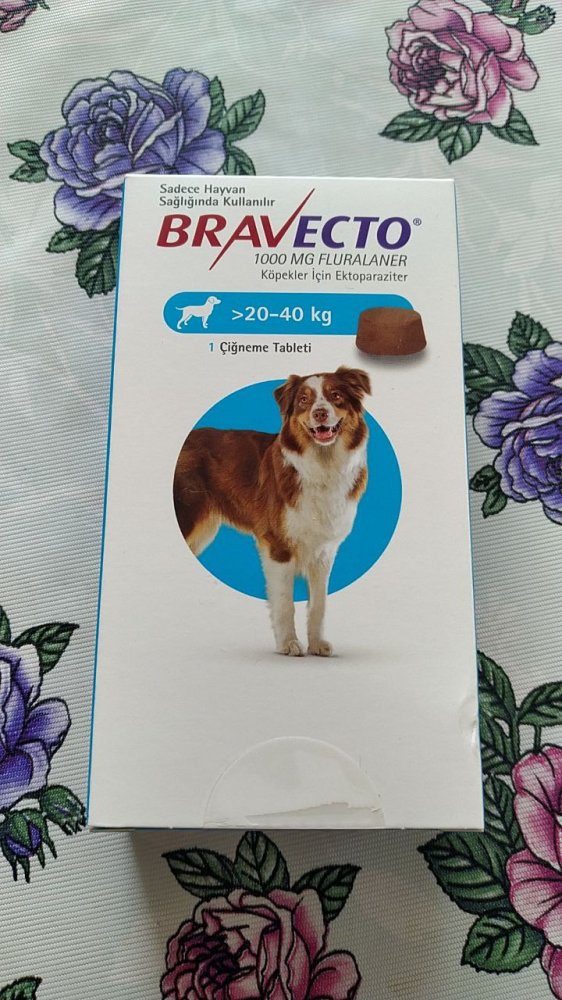 Sadece Hayvan
Sağlığında Kullanılır
BRAVECTO®
1000 MG FLURALANER
Köpekler İçin Ektoparaziter
>20-40 kg
1 Çiğneme Tableti